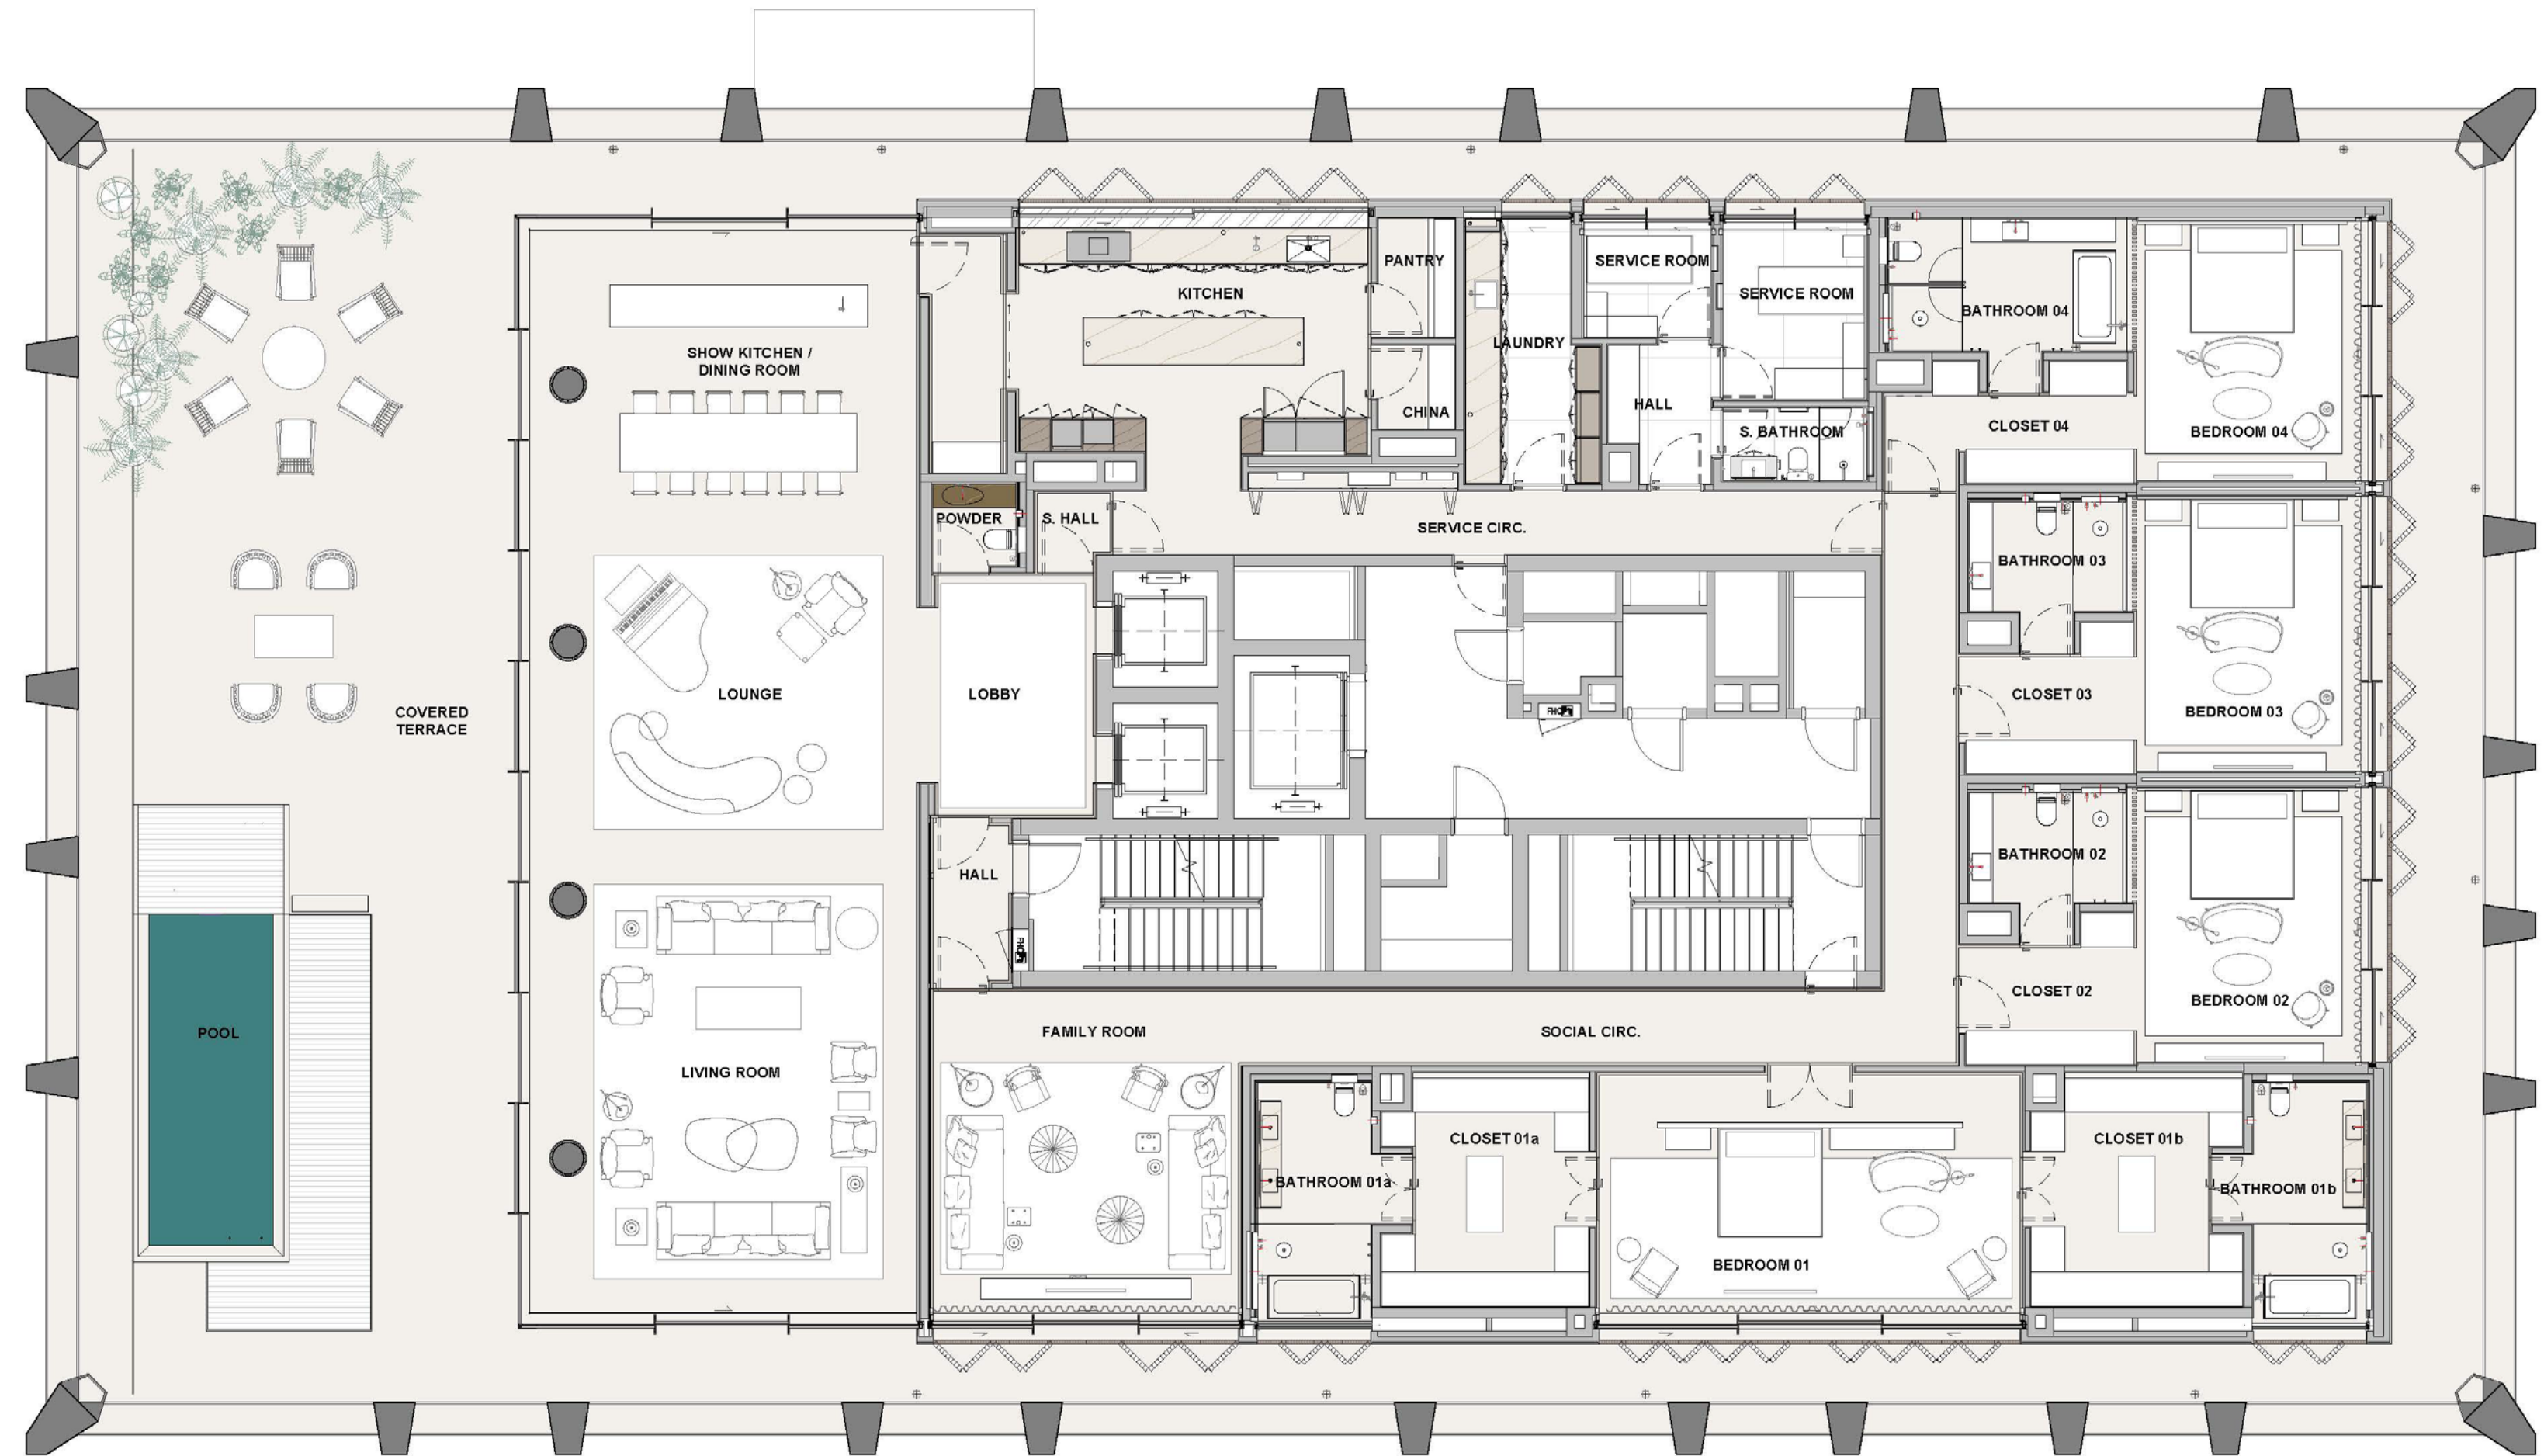 PANTRY
SERVICE ROOM
KITCHEN
SERVICE ROOM
BATHROOM 04
LAUNDRY
SHOW KITCHEN /
DINING ROOM
CHINA
HALL
CLOSET 04
S. BATHROOM
BEDROOM 04
POWDER
S. HALL
SERVICE CIRC.
BATHROOM 03
LOUNGE
LOBBY
CLOSET 03
COVERED
TERRACE
BEDROOM 03
FHC
BATHROOM 02
HALL
FHC
CLOSET 02
BEDROOM 02
POOL
FAMILY ROOM
SOCIAL CIRC.
LIVING ROOM
CLOSET 01a
CLOSET 01b
BATHROOM 01a
BATHROOM 01b
BEDROOM 01